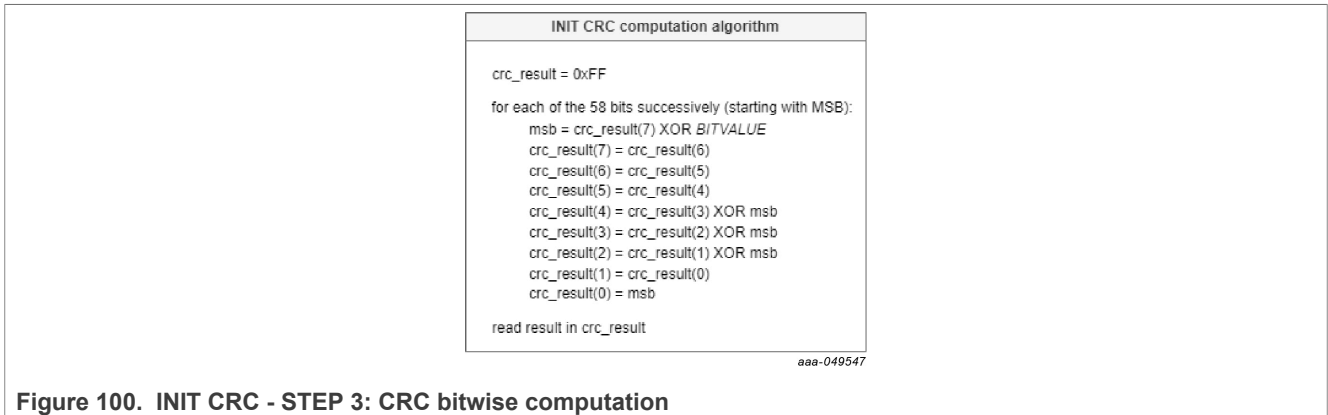 INIT CRC computation algorithm
crc_result = 0xFF
for each of the 58 bits successively (starting with MSB):
msb = crc_result(7) XOR BITVALUE
crc_result(7) = crc_result(6)
crc_result(6) = crc_result(5)
crc_result(5) = crc_result(4)
crc_result(4) = crc_result(3) XOR msb
crc_result(3) = crc_result(2) XOR msb
crc_result(2) = crc_result(1) XOR msb
crc_result(1) = crc_result(0)
crc_result(0) = msb
read result in crc_result
aaa-049547
Figure 100. INIT CRC - STEP 3: CRC bitwise computation